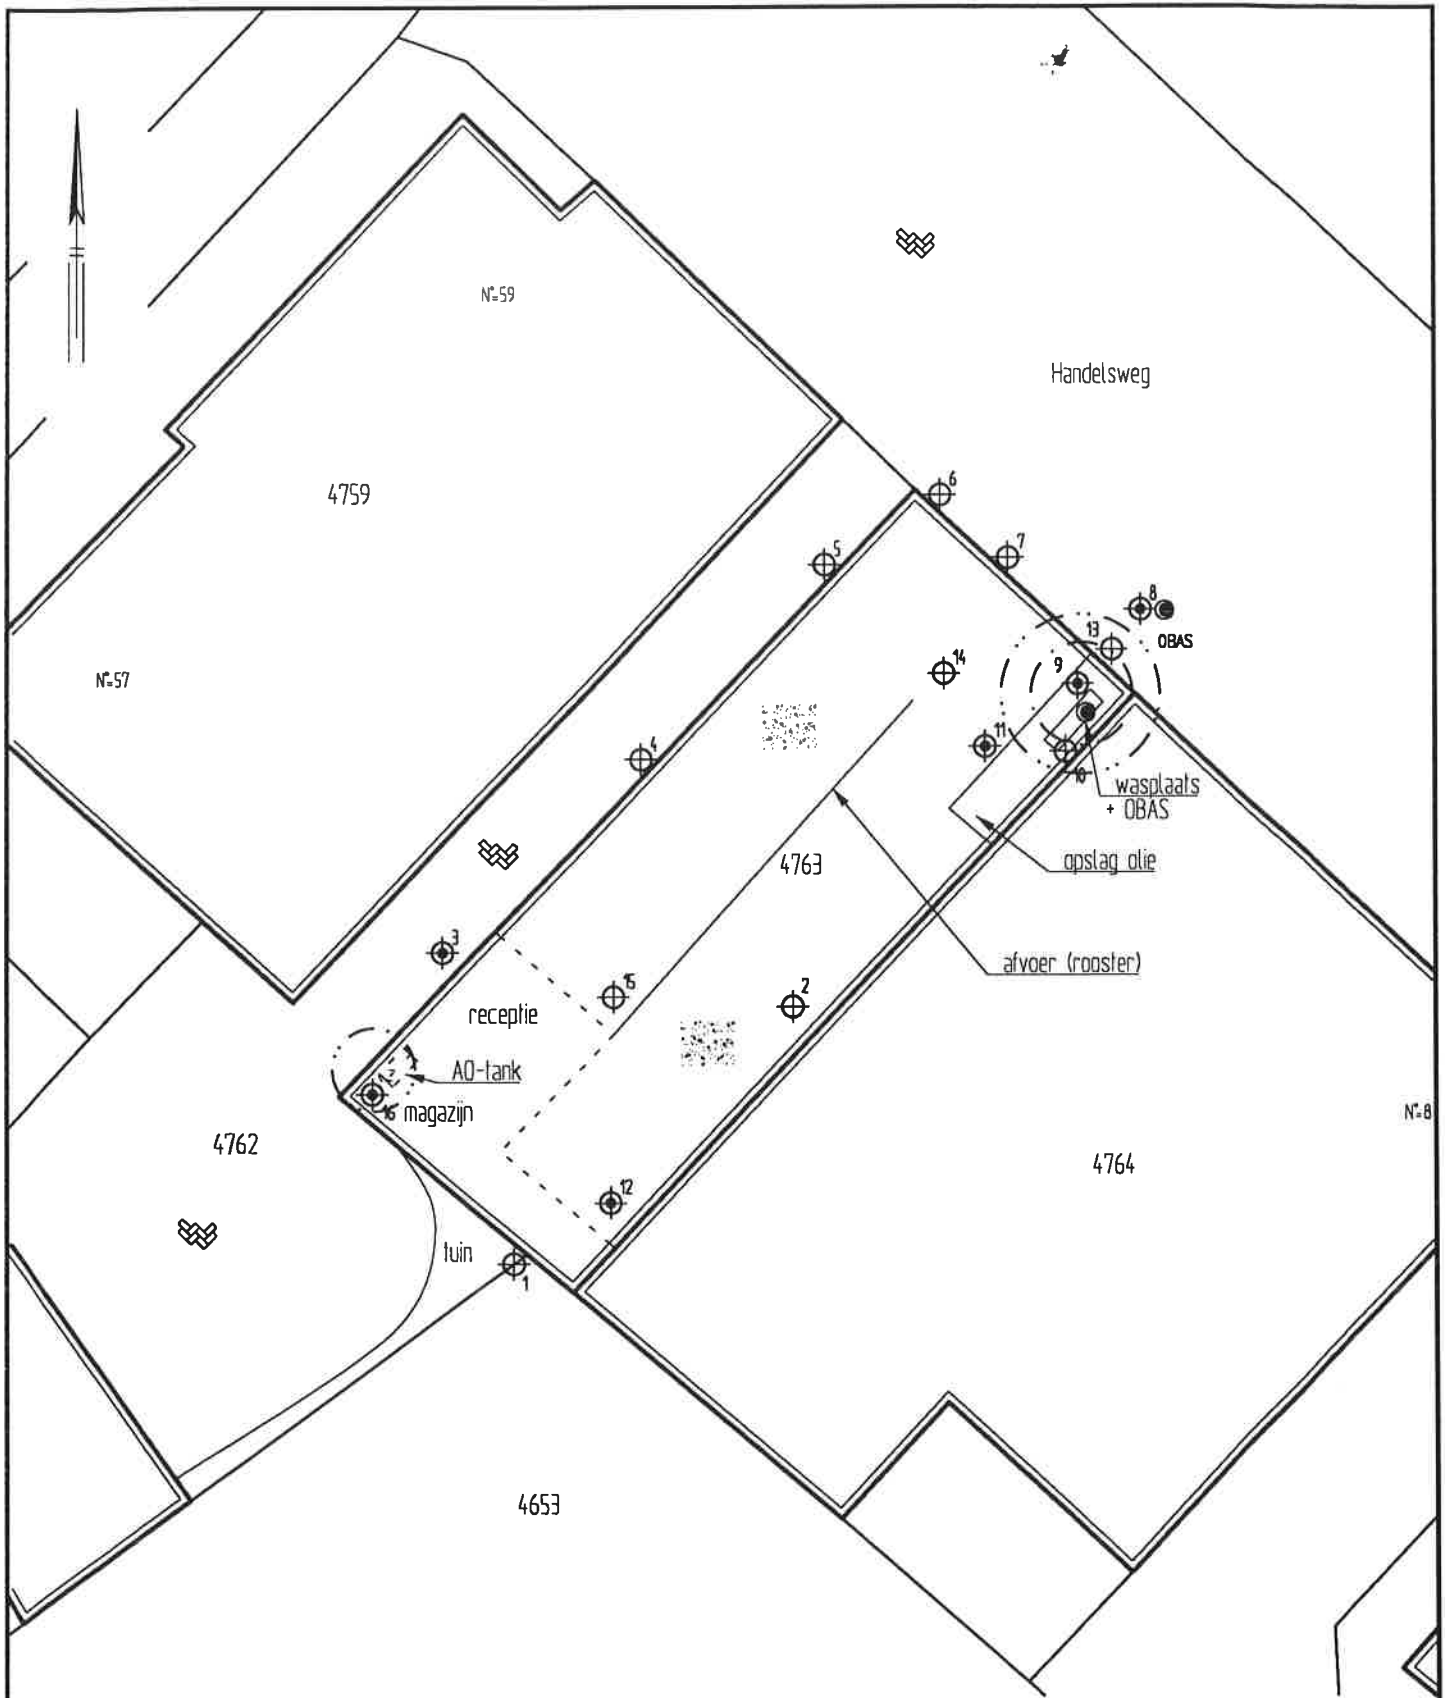 N°=59
Handelsweg
4759
6
7
5
8
13
OBAS
14
9
N°=57
11
4
10
wasplaats
+ OBAS
4763
opslag olie
3
afvoer (rooster)
15
2
receptie
AO-tank
16
magazijn
N°=8
4762
4764
12
tuin
1
4653